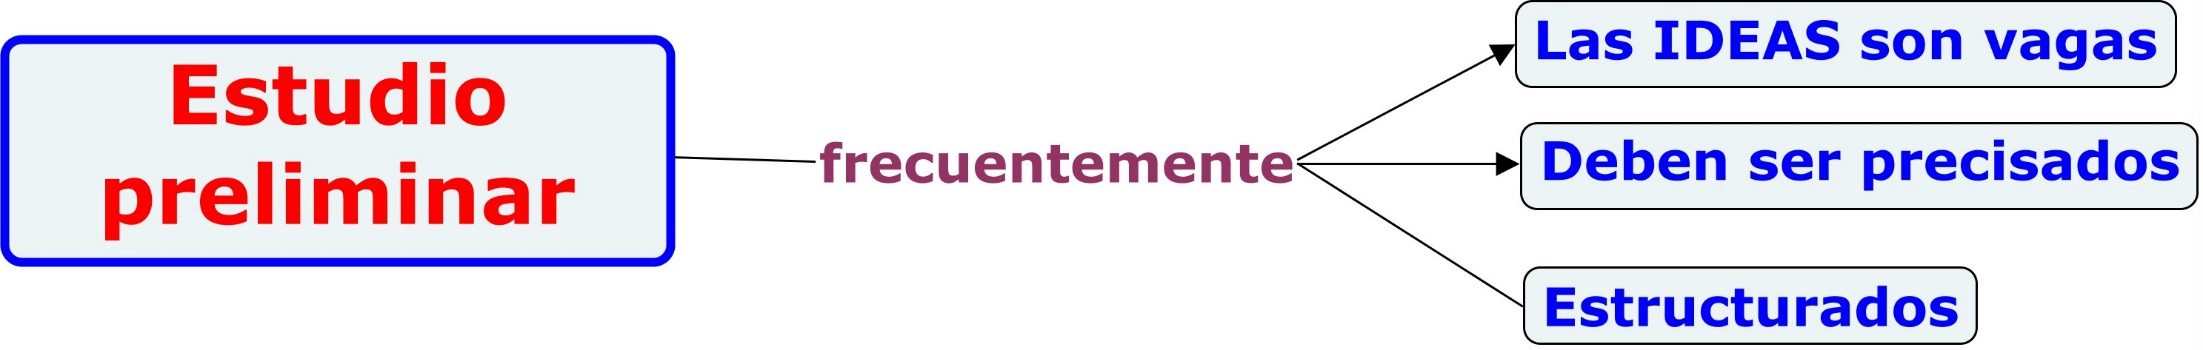 Estudio
preliminar
frecuentemente
Las IDEAS son vagas
Deben ser precisados
Estructurados